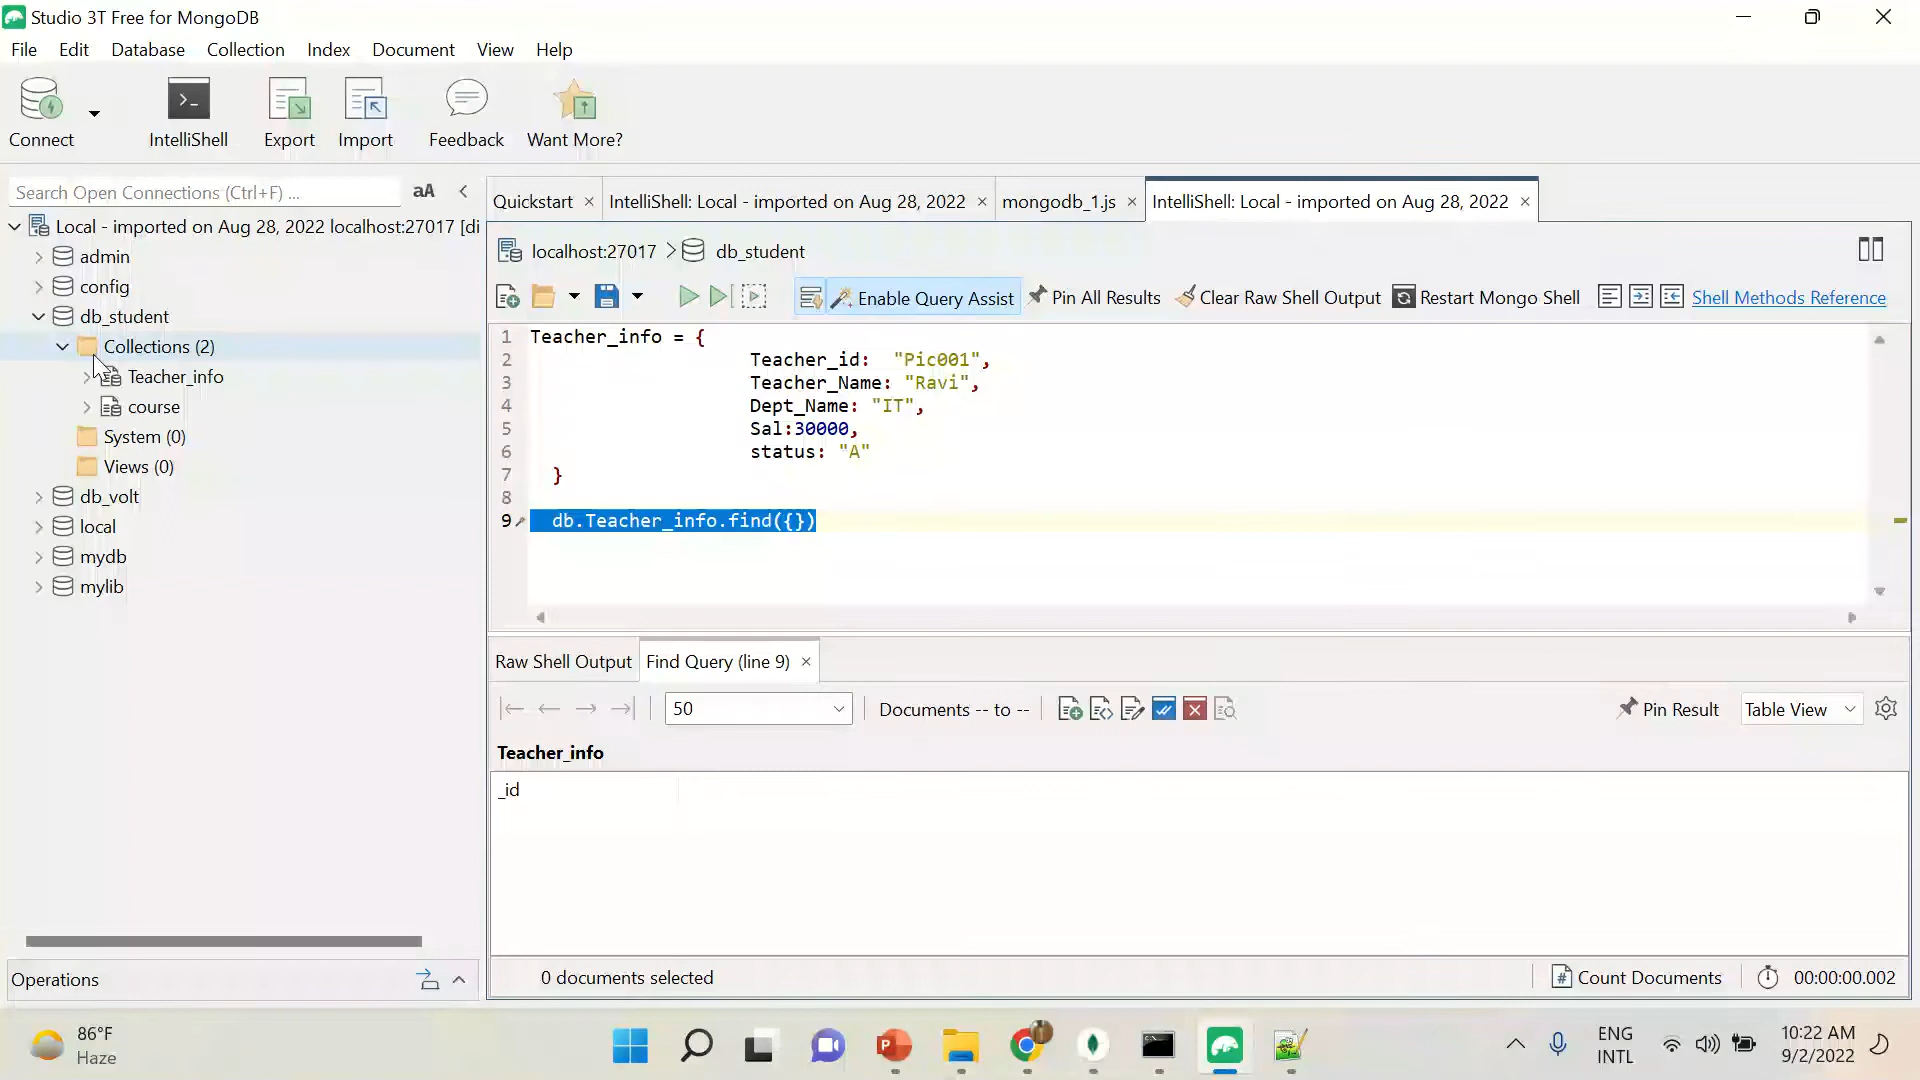 Studio 3T Free for MongoDB
File Edit Database Collection Index Document View Help
Connect IntelliShell Export Import Feedback Want More?
Search Open Connections (Ctrl+F) ... aA
Local - imported on Aug 28, 2022 localhost:27017 [di
admin
config
db_student
Collections (2)
Teacher_info
course
System (0)
Views (0)
db_volt
local
mydb
mylib
Operations
Quickstart × IntelliShell: Local - imported on Aug 28, 2022 × mongodb_1.js × IntelliShell: Local - imported on Aug 28, 2022 ×
localhost:27017 > db_student
Enable Query Assist Pin All Results Clear Raw Shell Output Restart Mongo Shell Shell Methods Reference
1 Teacher_info = {
2 Teacher_id: "Pic001",
3 Teacher_Name: "Ravi",
4 Dept_Name: "IT",
5 Sal:30000,
6 status: "A"
7 }
8
9 db.Teacher_info.find({})
Raw Shell Output Find Query (line 9) ×
50 Documents -- to -- Pin Result Table View
Teacher_info
_id
0 documents selected Count Documents 00:00:00.002
86°F
Haze
ENG
INTL
10:22 AM
9/2/2022